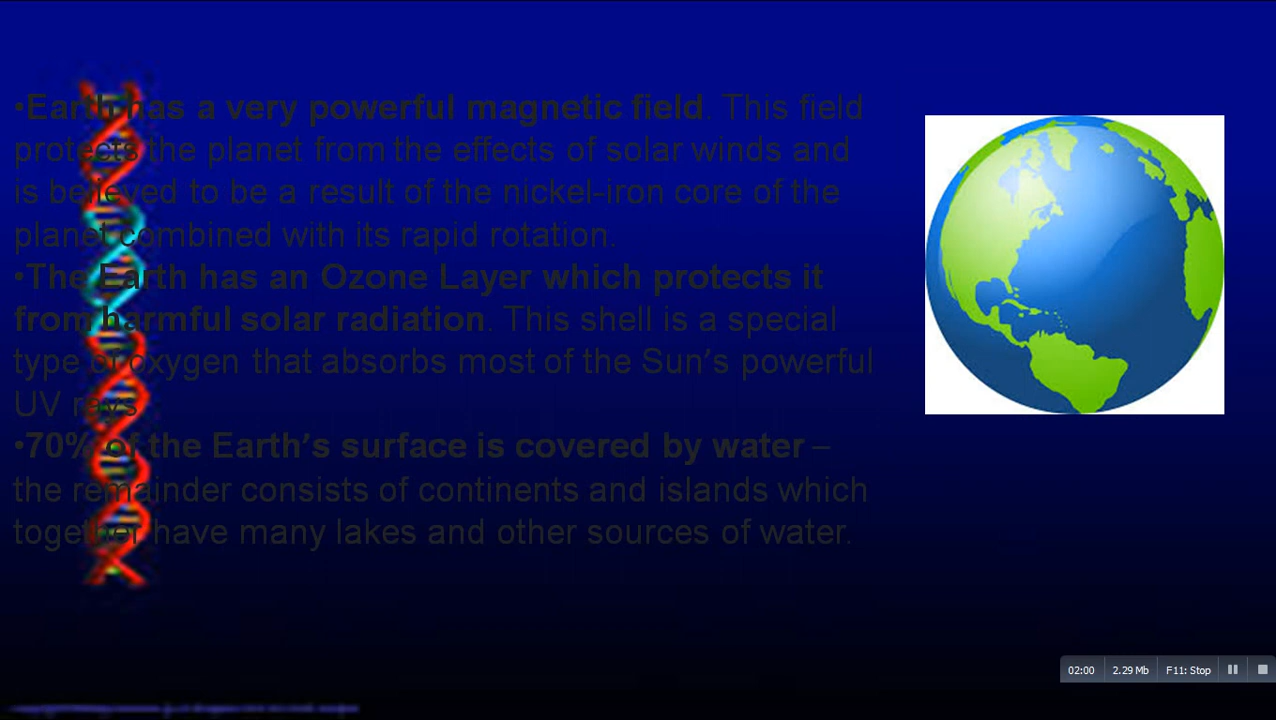 •Earth has a very powerful magnetic field. This field
protects the planet from the effects of solar winds and
is believed to be a result of the nickel-iron core of the
planet combined with its rapid rotation.
•The Earth has an Ozone Layer which protects it
from harmful solar radiation. This shell is a special
type of oxygen that absorbs most of the Sun’s powerful
UV rays
•70% of the Earth’s surface is covered by water –
the remainder consists of continents and islands which
together have many lakes and other sources of water.
02:00 2.29 Mb F11: Stop